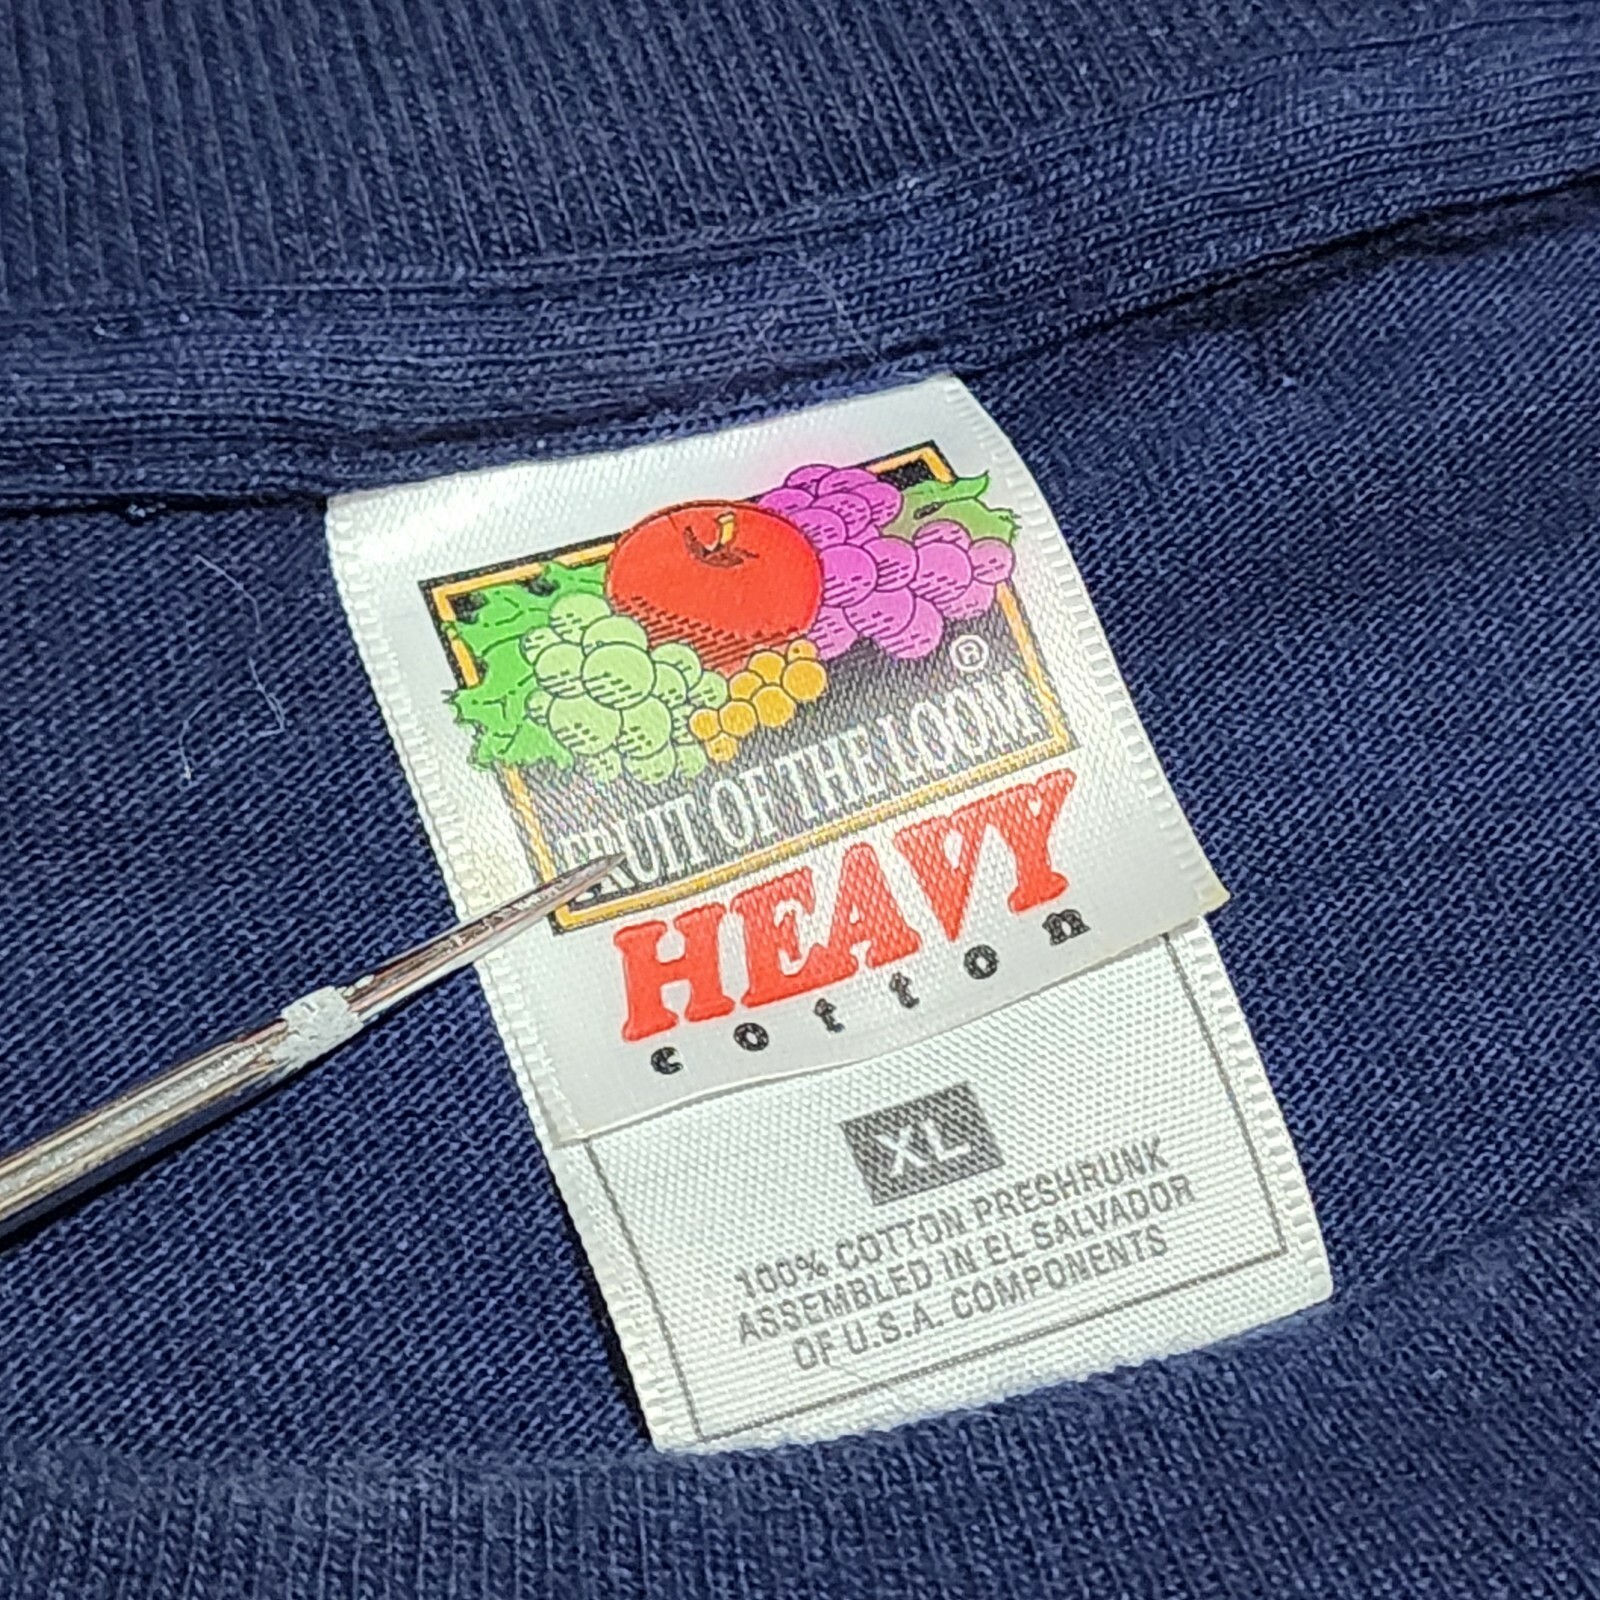 ®
FRUIT OF THE LOOM
HEAVY
cotton
XL
100% COTTON PRESHRUNK
ASSEMBLED IN EL SALVADOR
OF U.S.A. COMPONENTS